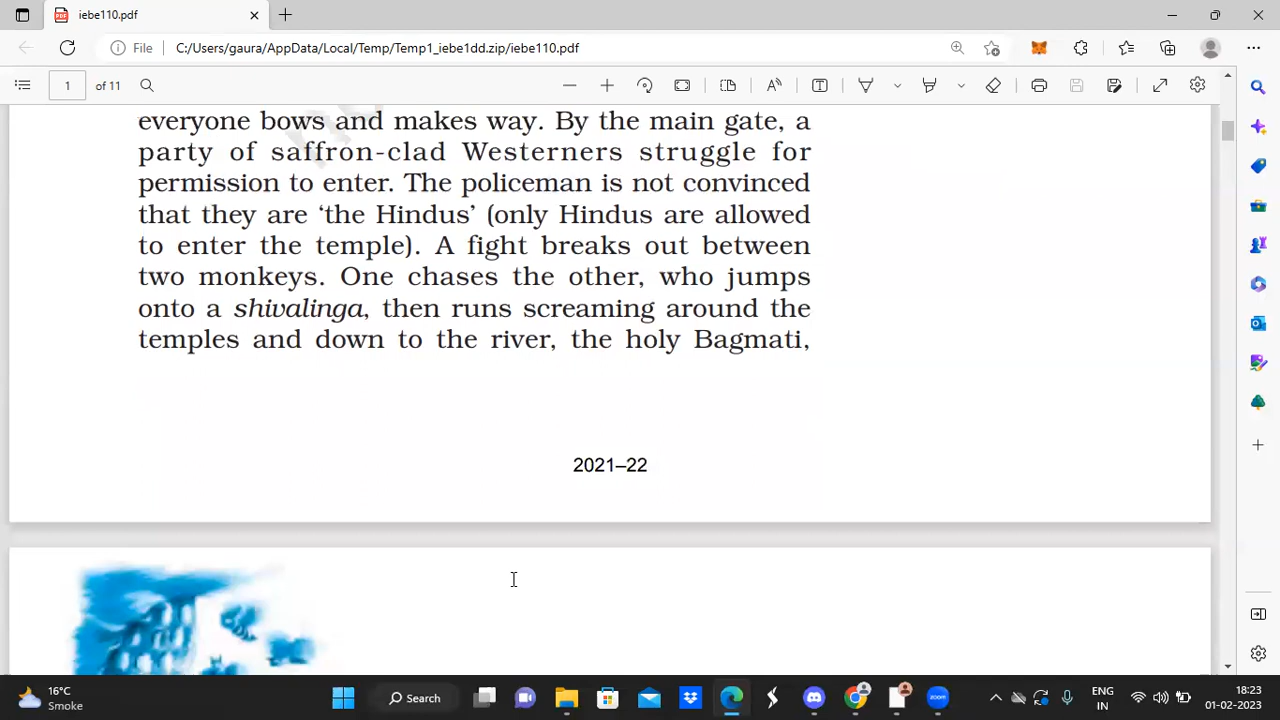 iebe110.pdf
File
C:/Users/gaura/AppData/Local/Temp/Temp1_iebe1dd.zip/iebe110.pdf
1 of 11
everyone bows and makes way. By the main gate, a
party of saffron-clad Westerners struggle for
permission to enter. The policeman is not convinced
that they are ‘the Hindus’ (only Hindus are allowed
to enter the temple). A fight breaks out between
two monkeys. One chases the other, who jumps
onto a shivalinga, then runs screaming around the
temples and down to the river, the holy Bagmati,
2021–22
16°C
Smoke
Search
ENG
IN
18:23
01-02-2023